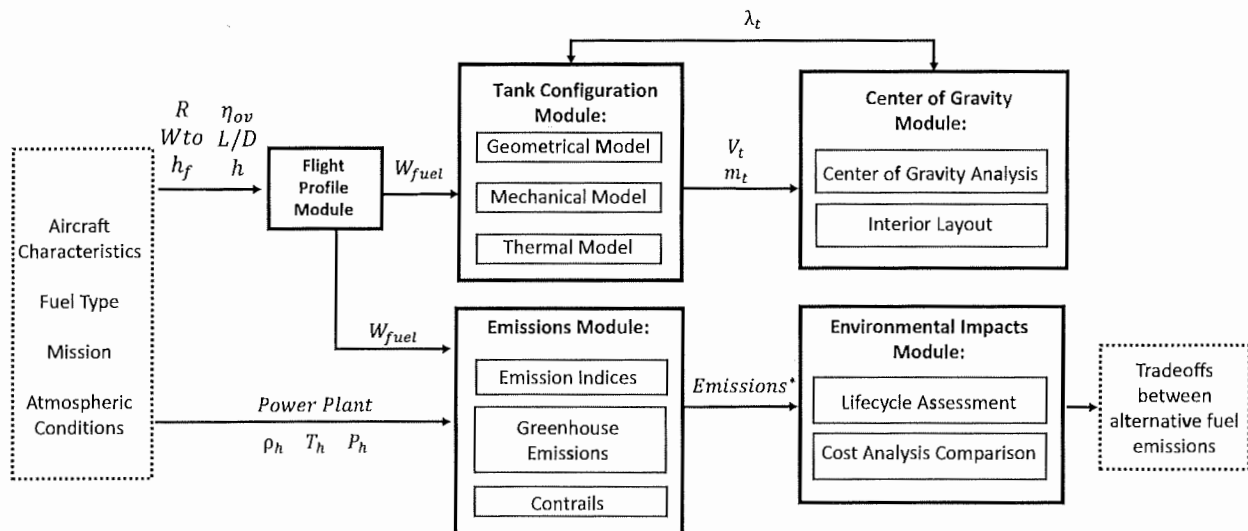 λ_t
Tank Configuration
Module:
Geometrical Model
Mechanical Model
Thermal Model
Center of Gravity
Module:
Center of Gravity Analysis
Interior Layout
R η_ov
Wto L/D
h_f h
Flight
Profile
Module
W_fuel
V_t
m_t
Aircraft
Characteristics
Fuel Type
Mission
Atmospheric
Conditions
W_fuel
Power Plant
ρ_h T_h P_h
Emissions Module:
Emission Indices
Greenhouse
Emissions
Contrails
Emissions*
Environmental Impacts
Module:
Lifecycle Assessment
Cost Analysis Comparison
Tradeoffs
between
alternative fuel
emissions